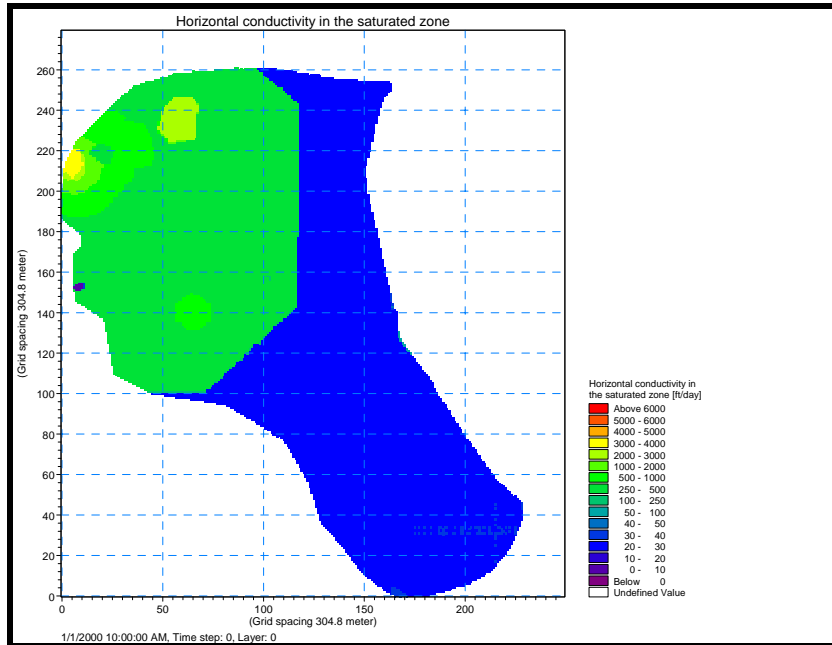 Horizontal conductivity in the saturated zone
260
240
220
200
180
160
140
120
100
80
60
40
20
0
(Grid spacing 304.8 meter)
0
50
100
150
200
(Grid spacing 304.8 meter)
1/1/2000 10:00:00 AM, Time step: 0, Layer: 0
Horizontal conductivity in
the saturated zone [ft/day]
Above 6000
5000 - 6000
4000 - 5000
3000 - 4000
2000 - 3000
1000 - 2000
500 - 1000
250 - 500
100 - 250
50 - 100
40 - 50
30 - 40
20 - 30
10 - 20
0 - 10
Below 0
Undefined Value